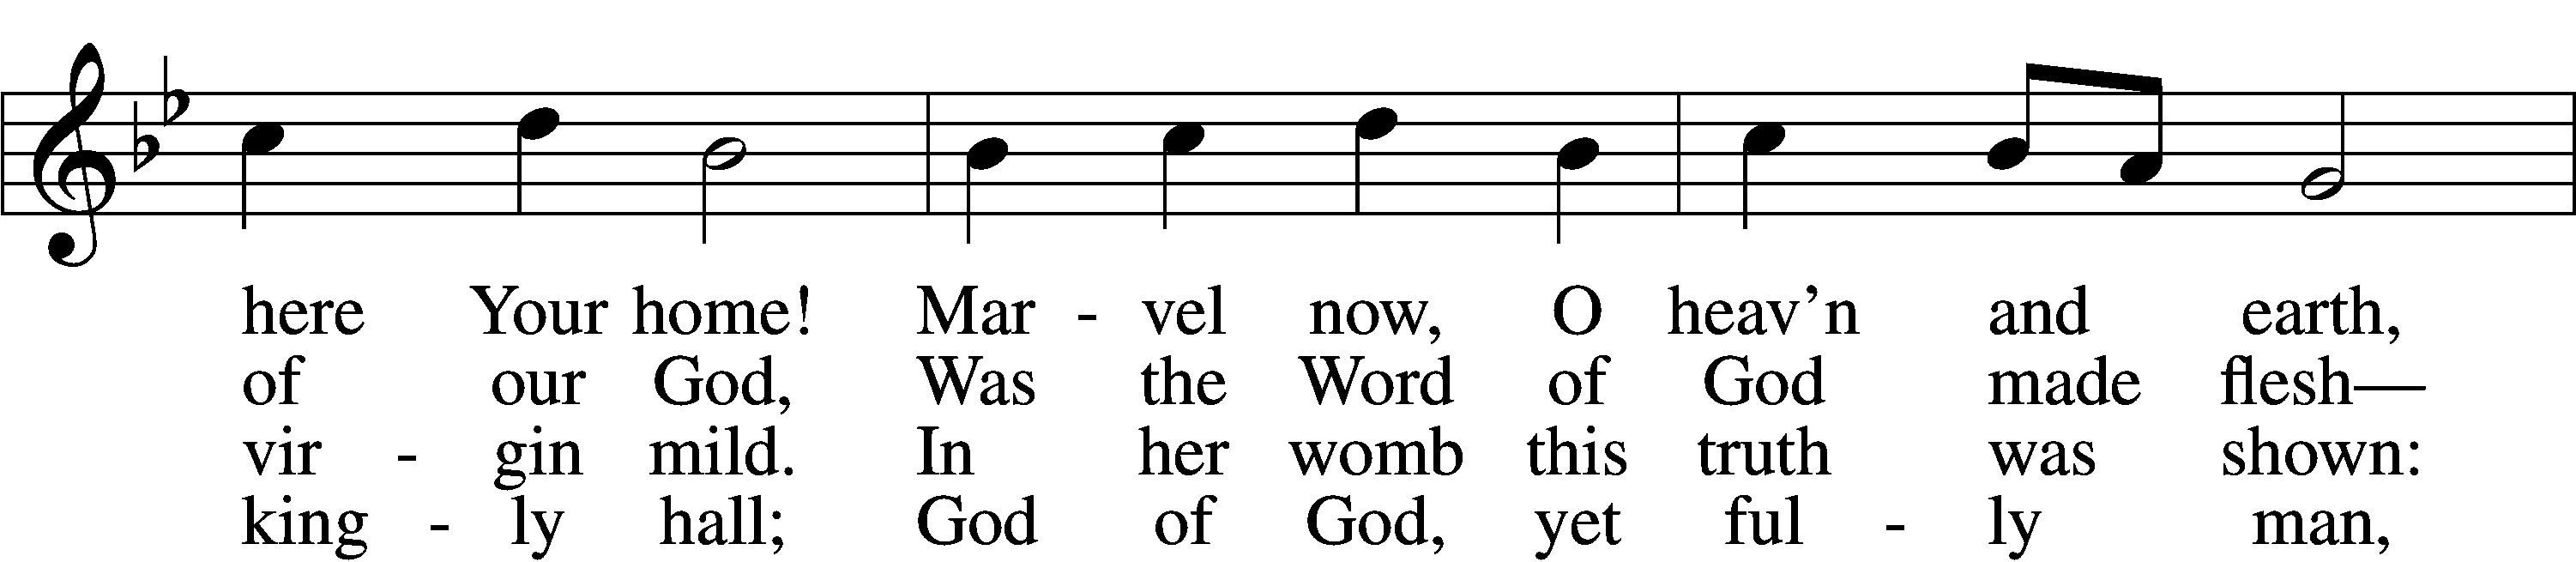 here Your home! Mar - vel now, O heav’n and earth,
of our God, Was the Word of God made flesh—
vir - gin mild. In her womb this truth was shown:
king - ly hall; God of God, yet ful - ly man,